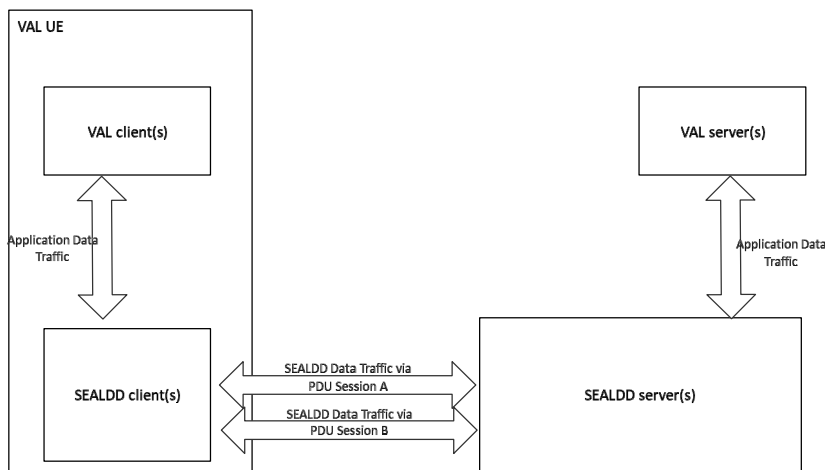 VAL UE
VAL client(s)
VAL server(s)
Application Data
Traffic
Application Data
Traffic
SEALDD client(s)
SEALDD Data Traffic via
PDU Session A
SEALDD Data Traffic via
PDU Session B
SEALDD server(s)